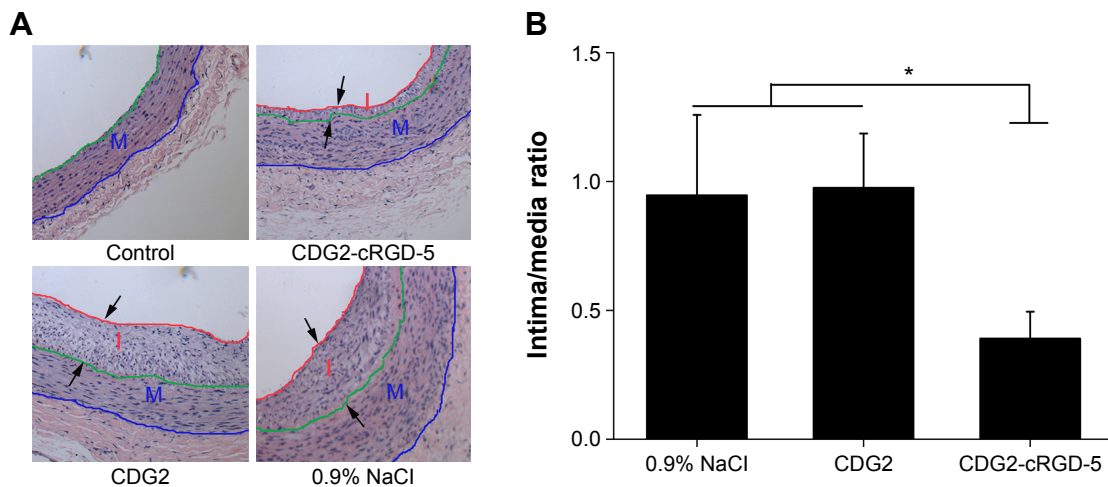 A
M
Control
I
M
CDG2-cRGD-5
I
M
CDG2
I
M
0.9% NaCl
B
Intima/media ratio
1.5
1.0
0.5
0.0
*
0.9% NaCl
CDG2
CDG2-cRGD-5